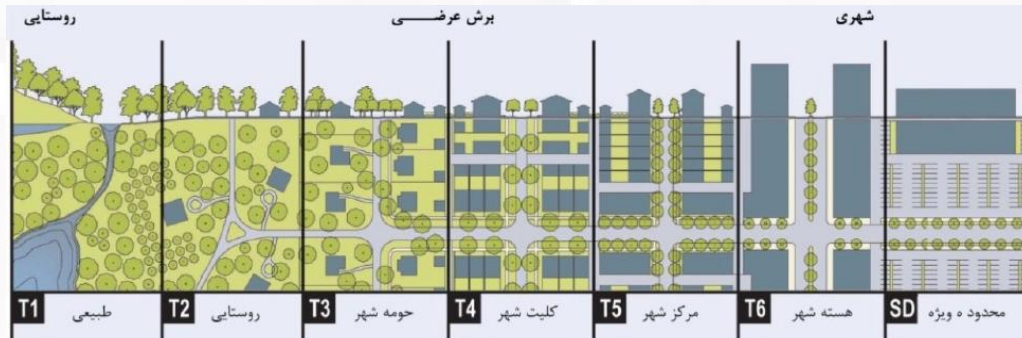 روستایی
برش عرضــــی
شهری
T1 طبیعی
T2 روستایی
T3 حومه شهر
T4 کلیت شهر
T5 مرکز شهر
T6 هسته شهر
SD محدود ه ویژه